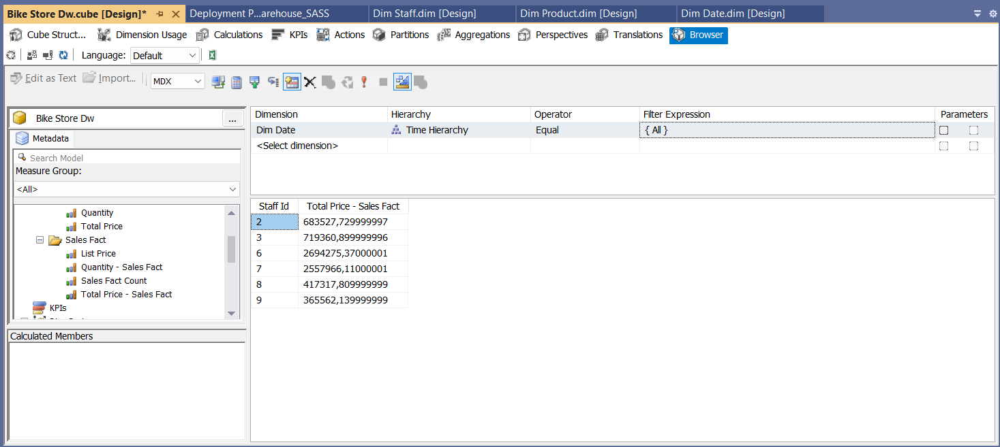 Bike Store Dw.cube [Design]* Deployment P...arehouse_SASS Dim Staff.dim [Design] Dim Product.dim [Design] Dim Date.dim [Design]
Cube Struct... Dimension Usage Calculations KPIs Actions Partitions Aggregations Perspectives Translations Browser
Language: Default
Edit as Text Import... MDX
Bike Store Dw ...
Metadata
Search Model
Measure Group:
<All>
Quantity
Total Price
Sales Fact
List Price
Quantity - Sales Fact
Sales Fact Count
Total Price - Sales Fact
KPIs
Calculated Members
Dimension Hierarchy Operator Filter Expression Parameters
Dim Date Time Hierarchy Equal { All }
<Select dimension>
Staff Id Total Price - Sales Fact
2 683527,729999997
3 719360,899999996
6 2694275,37000001
7 2557966,11000001
8 417317,809999999
9 365562,139999999